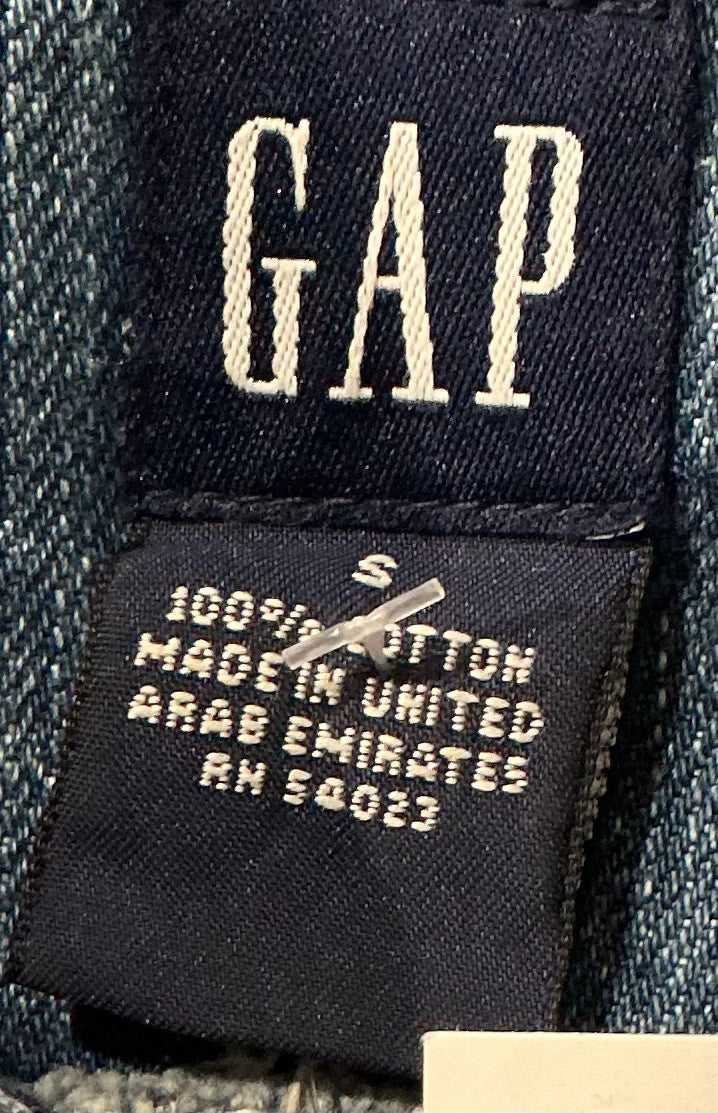 GAP
S
100% COTTON
MADE IN UNITED
ARAB EMIRATES
RN 54023